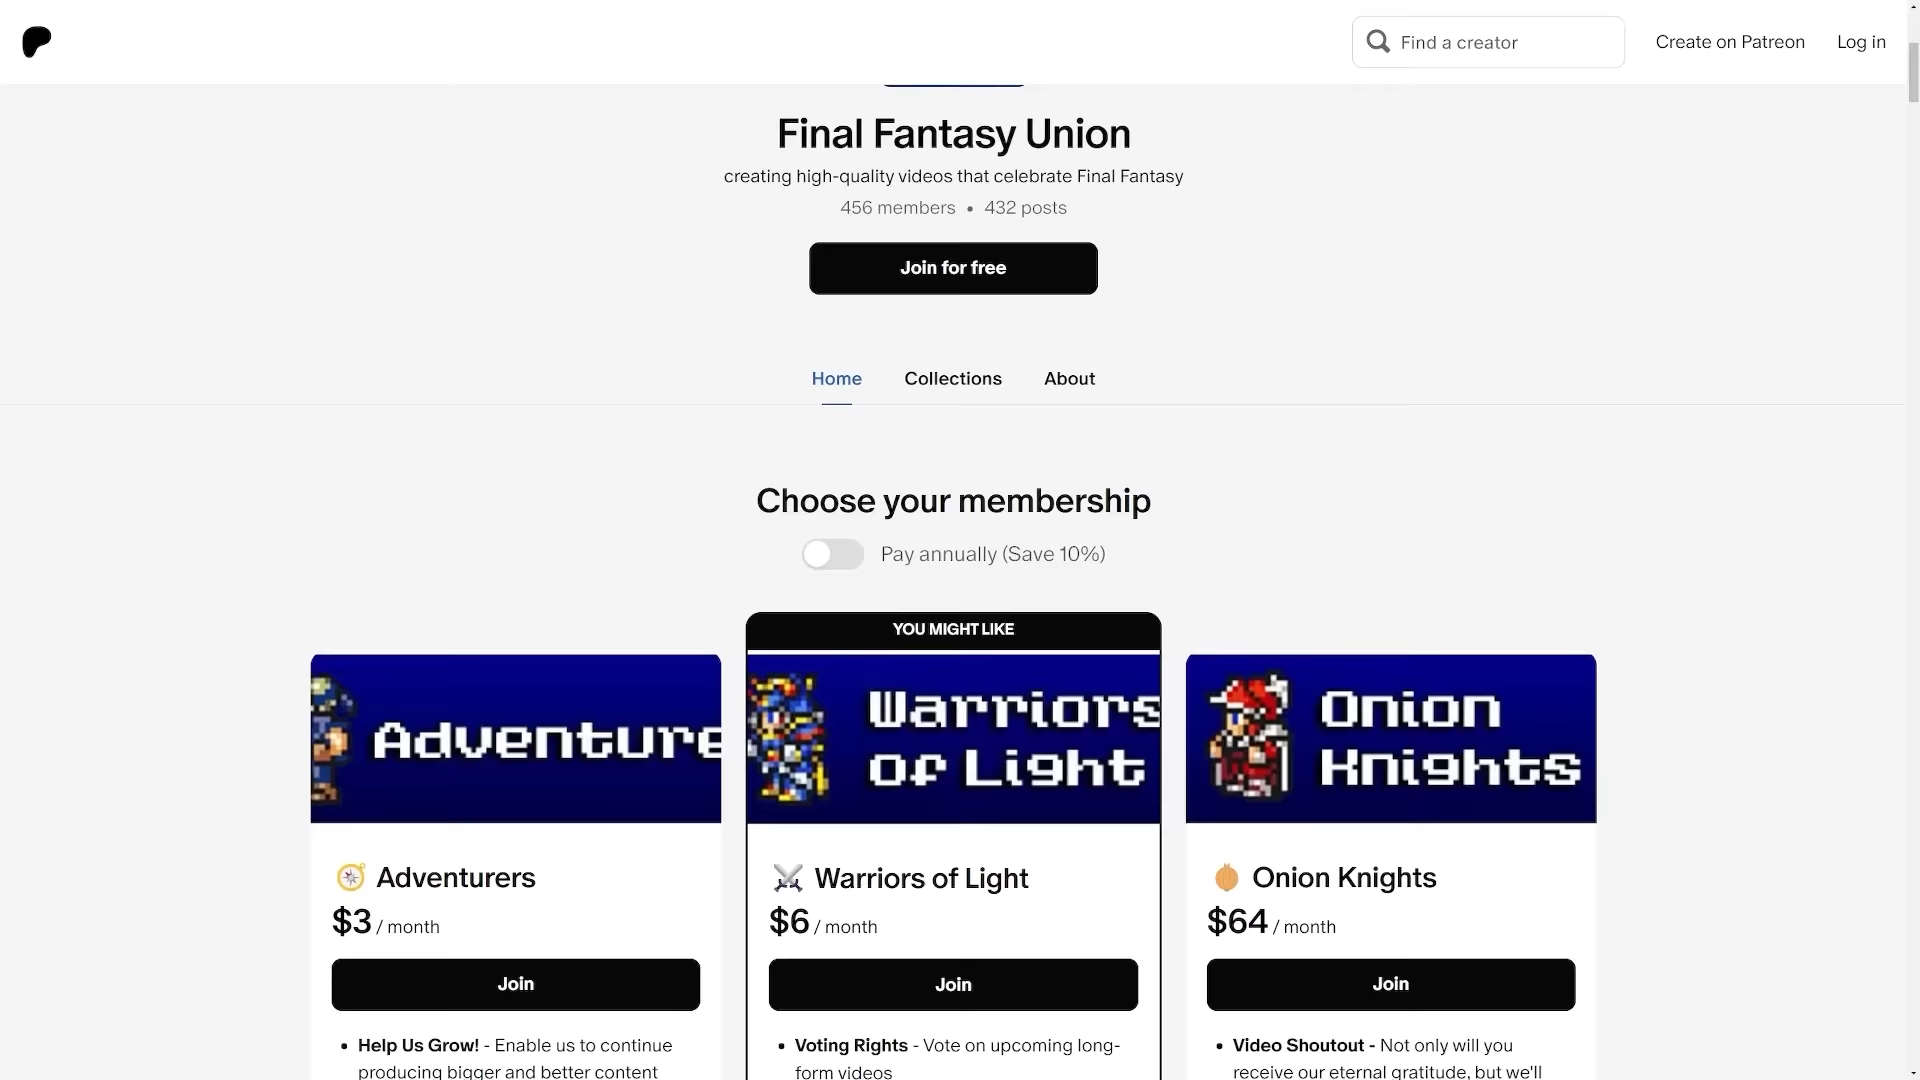 Find a creator
Create on Patreon
Log in
Final Fantasy Union
creating high-quality videos that celebrate Final Fantasy
456 members • 432 posts
Join for free
Home
Collections
About
Choose your membership
Pay annually (Save 10%)
YOU MIGHT LIKE
Adventure
Warriors
of Light
Onion
Knights
Adventurers
$3 / month
Join
• Help Us Grow! - Enable us to continue
producing bigger and better content
Warriors of Light
$6 / month
Join
• Voting Rights - Vote on upcoming long-
form videos
Onion Knights
$64 / month
Join
• Video Shoutout - Not only will you
receive our eternal gratitude, but we'll